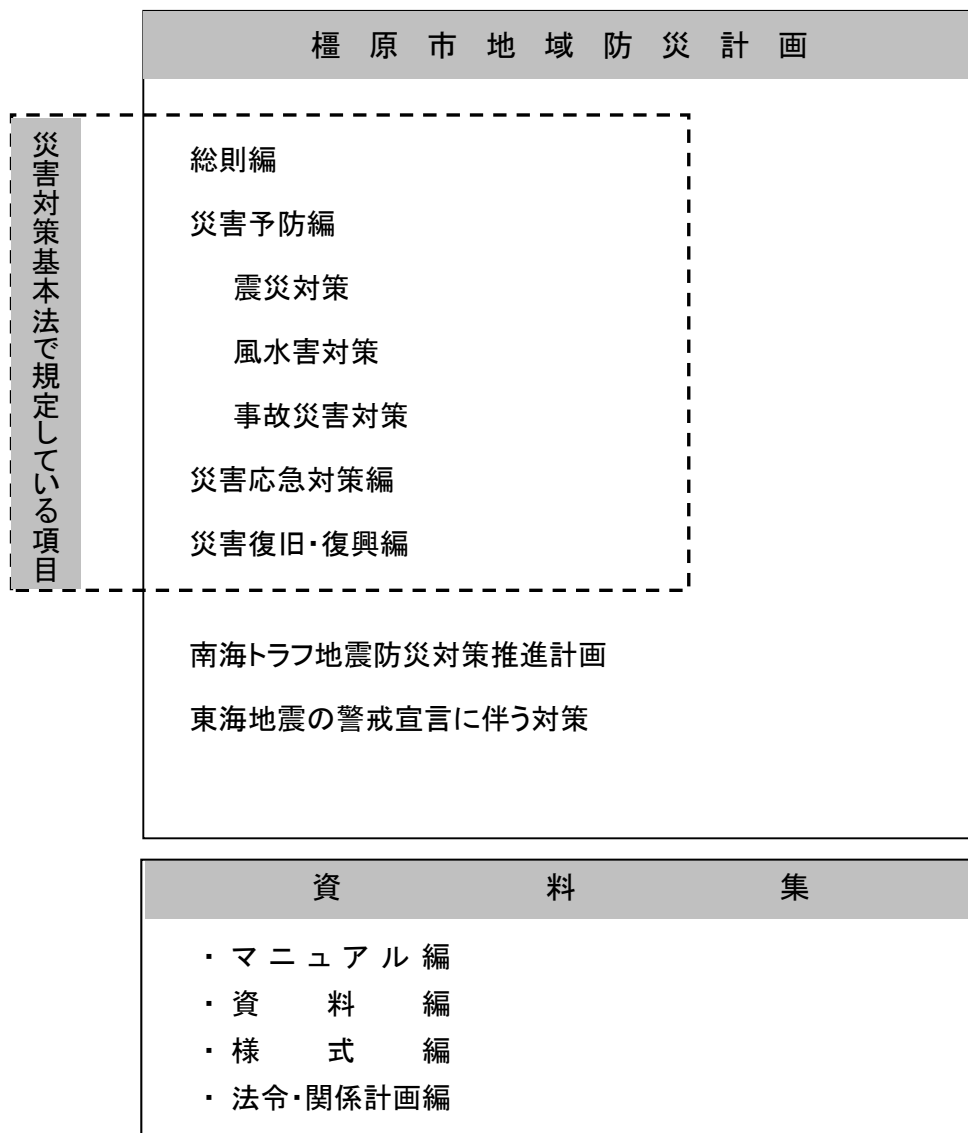 橿原市地域防災計画
災害対策基本法で規定している項目
総則編
災害予防編
震災対策
風水害対策
事故災害対策
災害応急対策編
災害復旧・復興編
南海トラフ地震防災対策推進計画
東海地震の警戒宣言に伴う対策
資料集
・マニュアル編
・資料編
・様式編
・法令・関係計画編